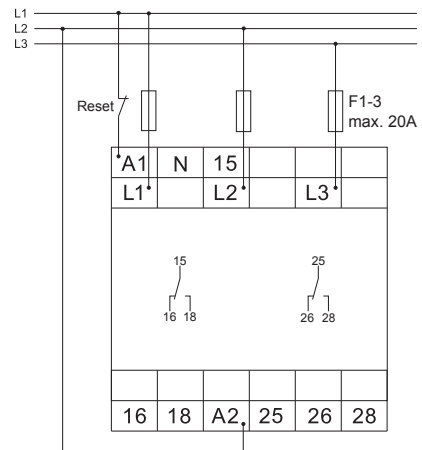 L1
L2
L3
Reset
F1-3
max. 20A
A1 N 15
L1 L2 L3
15 25
16 18 26 28
16 18 A2 25 26 28